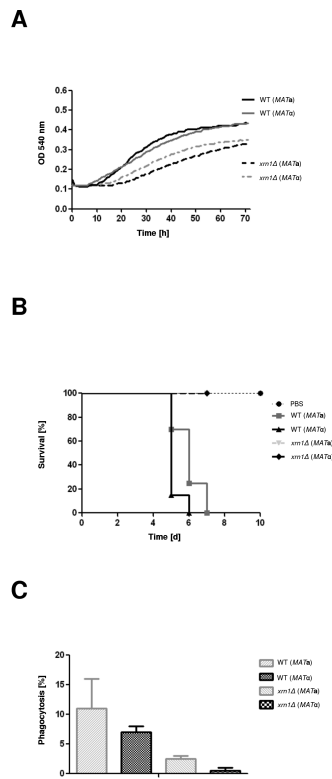 A
0.6
0.5
0.4
0.3
0.2
0.1
0.0
OD 540 nm
0 10 20 30 40 50 60 70
Time [h]
WT (MATa)
WT (MATα)
xrn1Δ (MATa)
xrn1Δ (MATα)
B
100
80
60
40
20
0
Survival [%]
0 2 4 6 8 10
Time [d]
PBS
WT (MATa)
WT (MATα)
xrn1Δ (MATa)
xrn1Δ (MATα)
C
20
15
10
5
0
Phagocytosis [%]
WT (MATa)
WT (MATα)
xrn1Δ (MATa)
xrn1Δ (MATα)